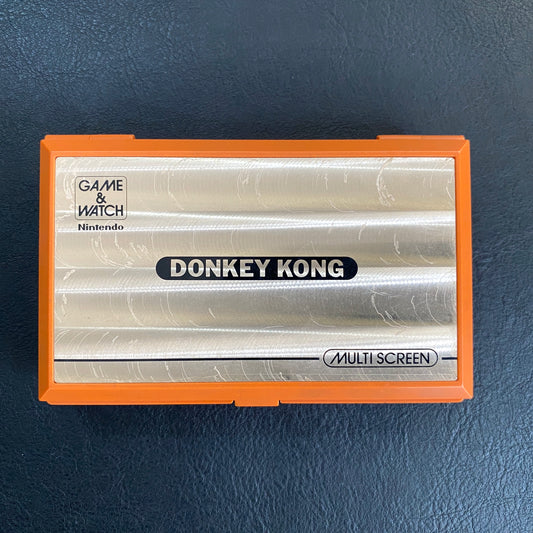 GAME
&
WATCH
Nintendo
DONKEY KONG
MULTI SCREEN